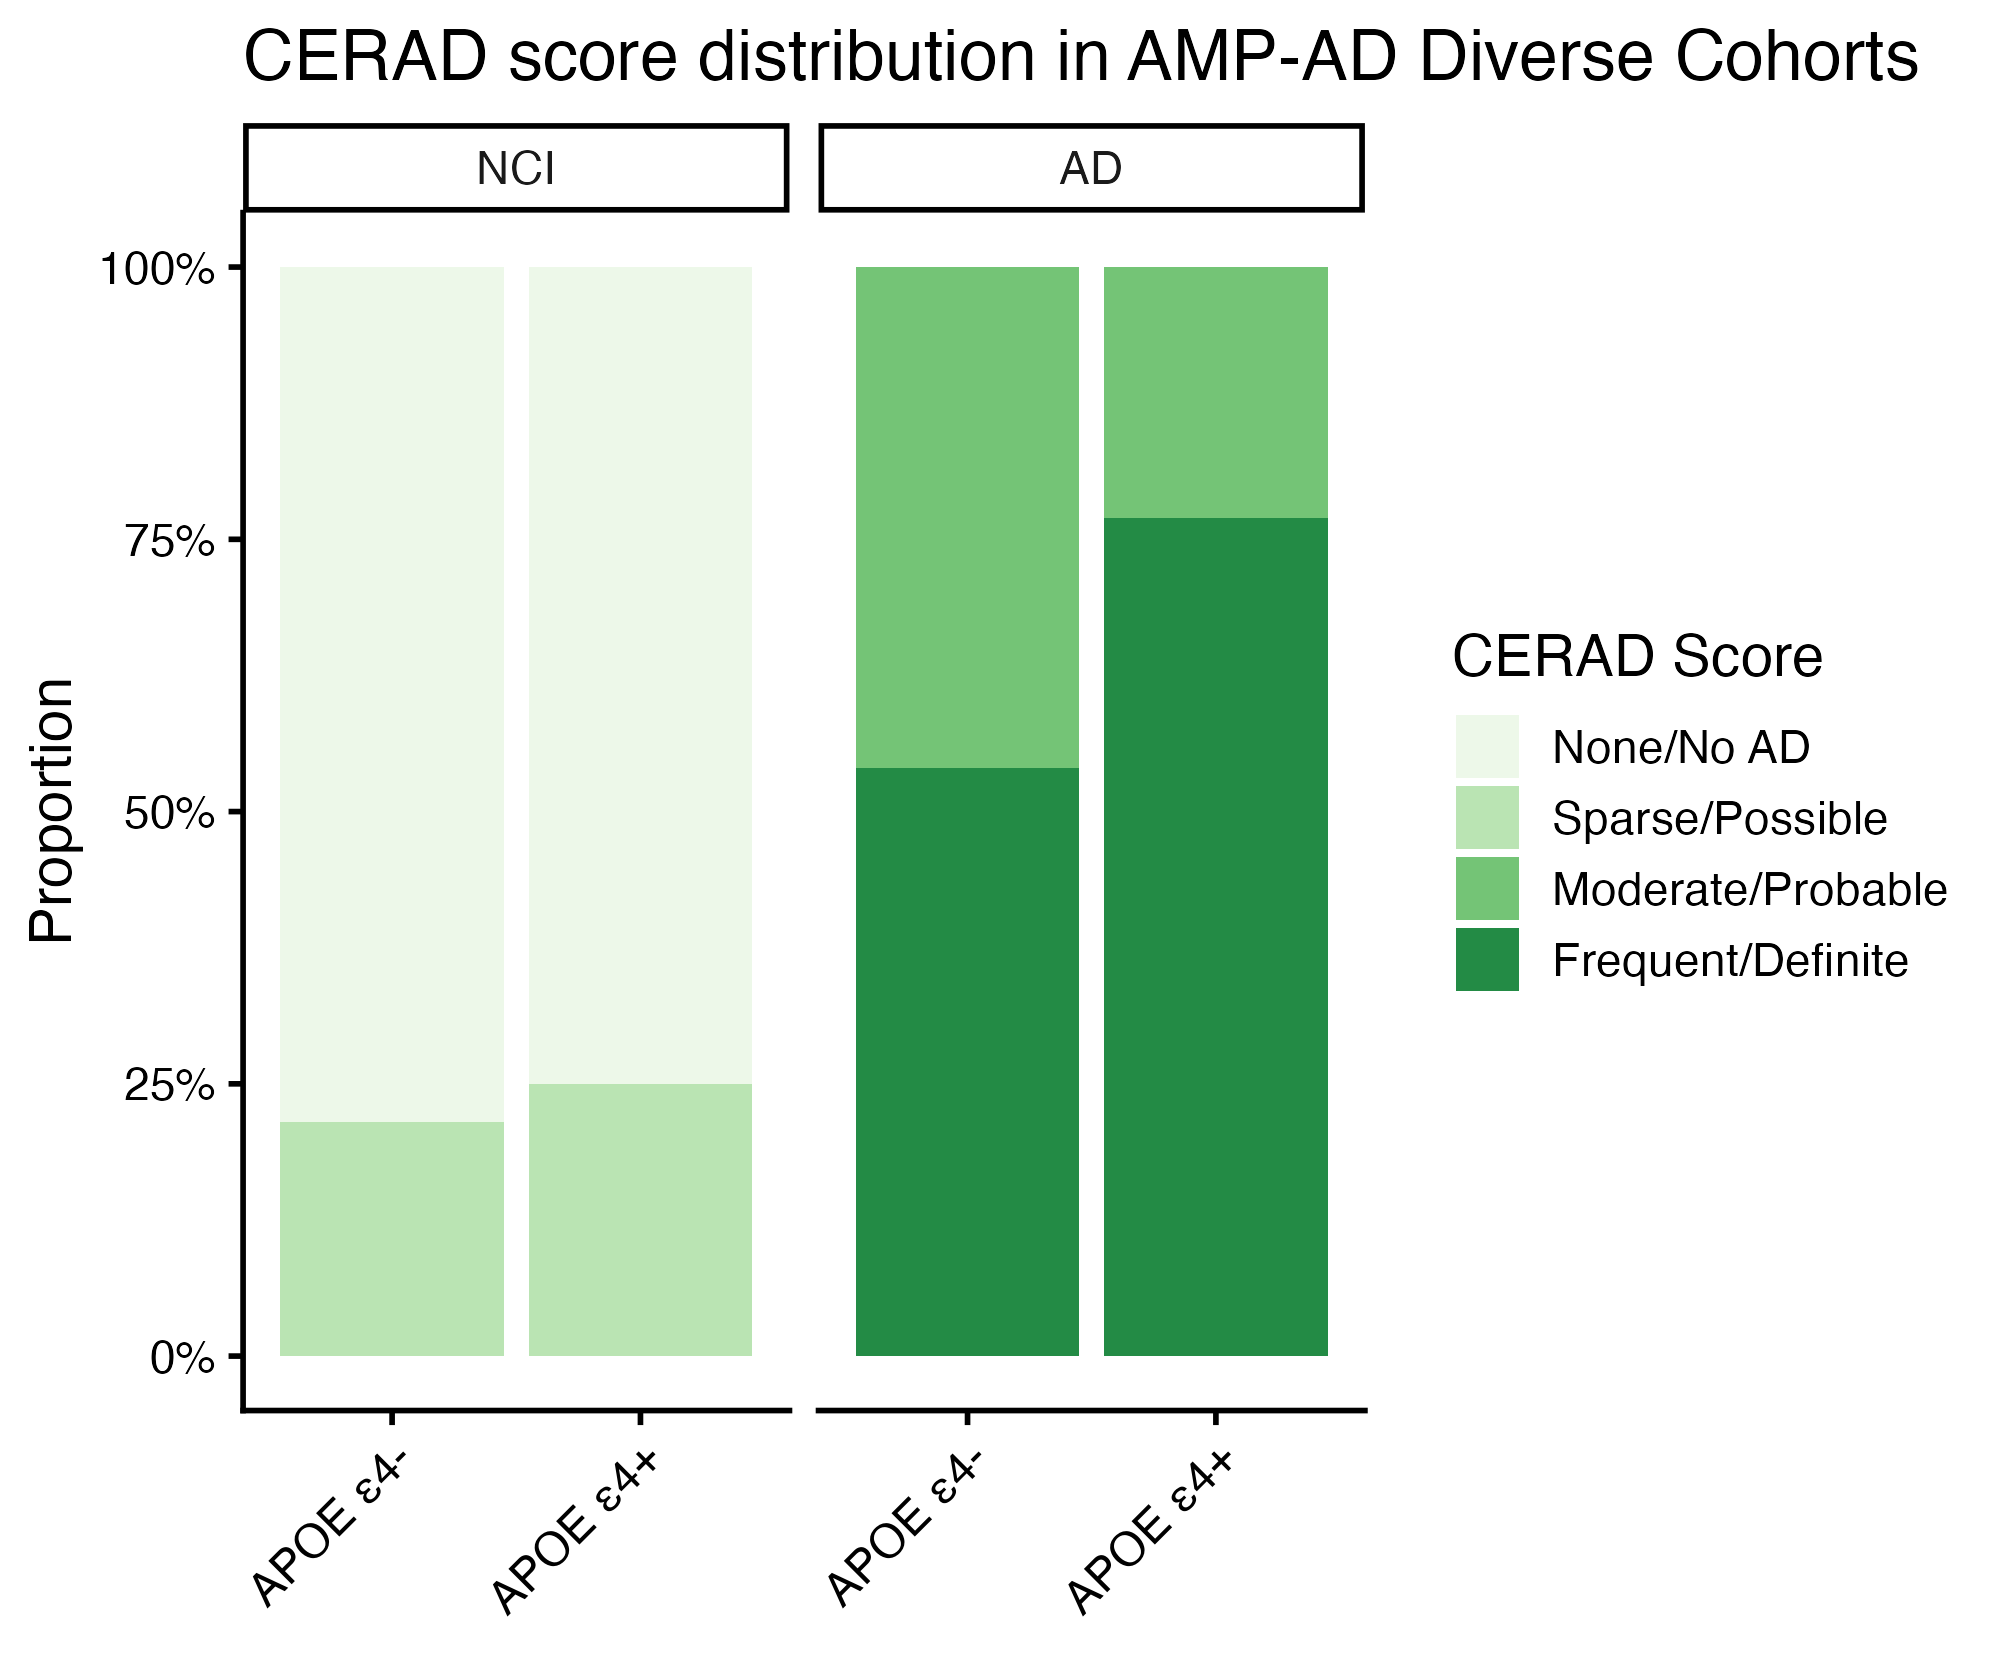 CERAD score distribution in AMP-AD Diverse Cohorts
NCI
AD
100%
75%
50%
25%
0%
Proportion
APOE ε4-
APOE ε4+
APOE ε4-
APOE ε4+
CERAD Score
None/No AD
Sparse/Possible
Moderate/Probable
Frequent/Definite